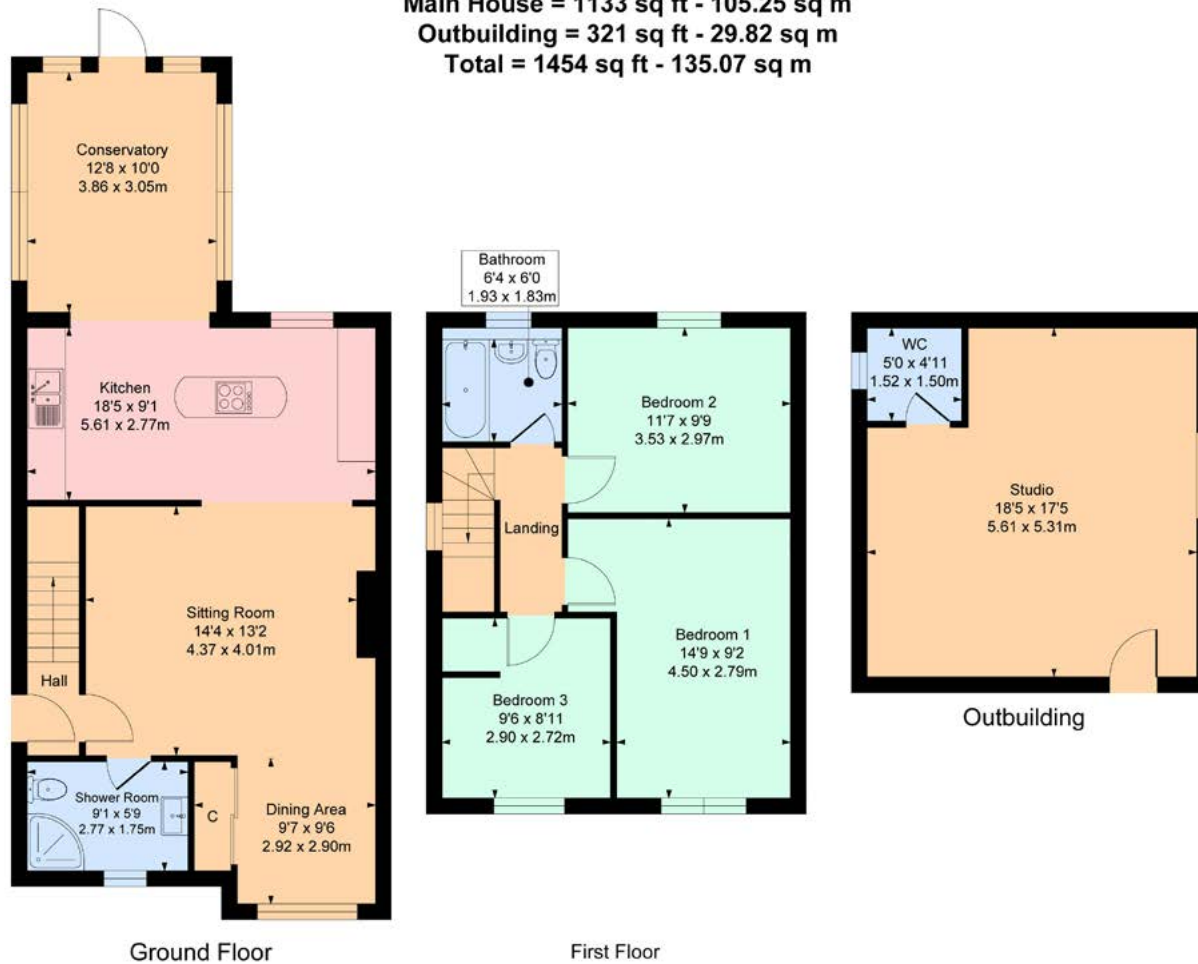 Main House = 1133 sq ft - 105.25 sq m
Outbuilding = 321 sq ft - 29.82 sq m
Total = 1454 sq ft - 135.07 sq m
Conservatory
12'8 x 10'0
3.86 x 3.05m
Kitchen
18'5 x 9'1
5.61 x 2.77m
Sitting Room
14'4 x 13'2
4.37 x 4.01m
Hall
Shower Room
9'1 x 5'9
2.77 x 1.75m
C
Dining Area
9'7 x 9'6
2.92 x 2.90m
Ground Floor
Bathroom
6'4 x 6'0
1.93 x 1.83m
Bedroom 2
11'7 x 9'9
3.53 x 2.97m
Landing
Bedroom 1
14'9 x 9'2
4.50 x 2.79m
Bedroom 3
9'6 x 8'11
2.90 x 2.72m
First Floor
WC
5'0 x 4'11
1.52 x 1.50m
Studio
18'5 x 17'5
5.61 x 5.31m
Outbuilding